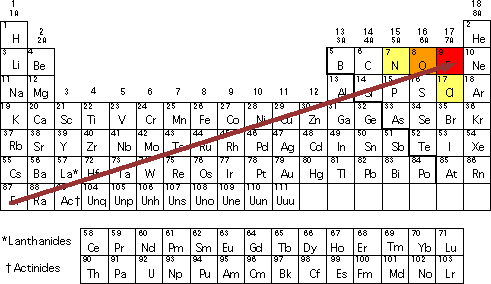 1 18
1A 8A
1 2 13 14 15 16 17 2
H 2A 3A 4A 5A 6A 7A He
3 4 5 6 7 8 9 10
Li Be B C N O Ne
11 12 13 14 15 16 17 18
Na Mg 3 4 5 6 7 8 9 10 11 12 Al Si P S Cl Ar
19 20 21 22 23 24 25 26 27 28 29 30 31 32 33 34 35 36
K Ca Sc Ti V Cr Mn Fe Co Ni Cu Zn Ga Ge As Se Br Kr
37 38 39 40 41 42 43 44 45 46 47 48 49 50 51 52 53 54
Rb Sr Y Zr Nb Mo Tc Ru Rh Pd Ag Cd In Sn Sb Te I Xe
55 56 57 72 73 74 75 76 77 78 79 80 81 82 83 84 85 86
Cs Ba La* Hf Ta W Re Os Ir Pt Au Hg Tl Pb Bi Po At Rn
87 88 89 104 105 106 107 108 109 110 111
Ra Ac† Unq Unp Unh Uns Uno Une Uun Uuu
58 59 60 61 62 63 64 65 66 67 68 69 70 71
*Lanthanides Ce Pr Nd Pm Sm Eu Gd Tb Dy Ho Er Tm Yb Lu
90 91 92 93 94 95 96 97 98 99 100 101 102 103
†Actinides Th Pa U Np Pu Am Cm Bk Cf Es Fm Md No Lr